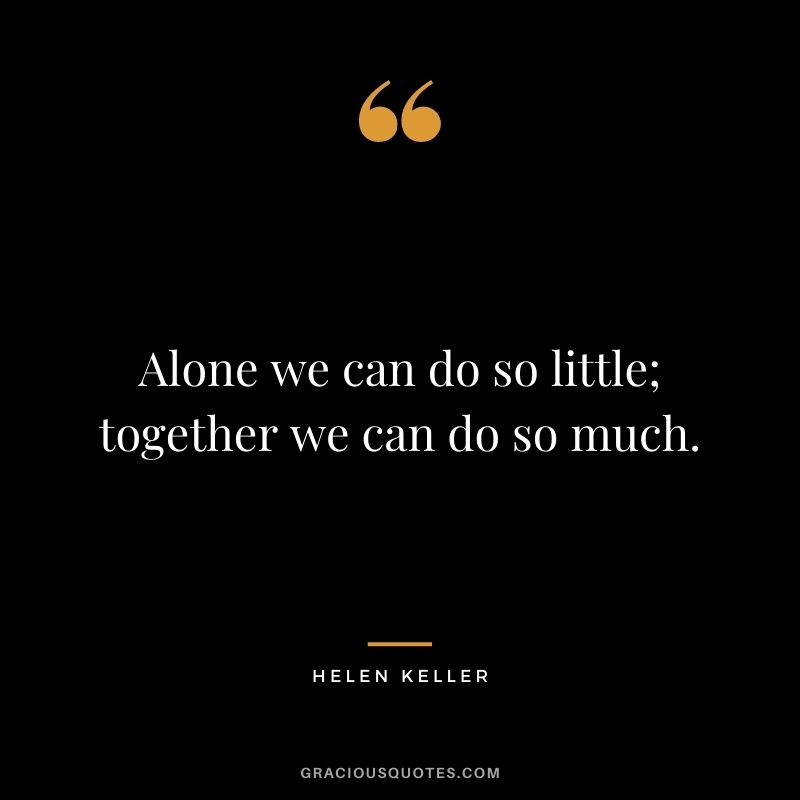 “
Alone we can do so little;
together we can do so much.
HELEN KELLER
GRACIOUSQUOTES.COM